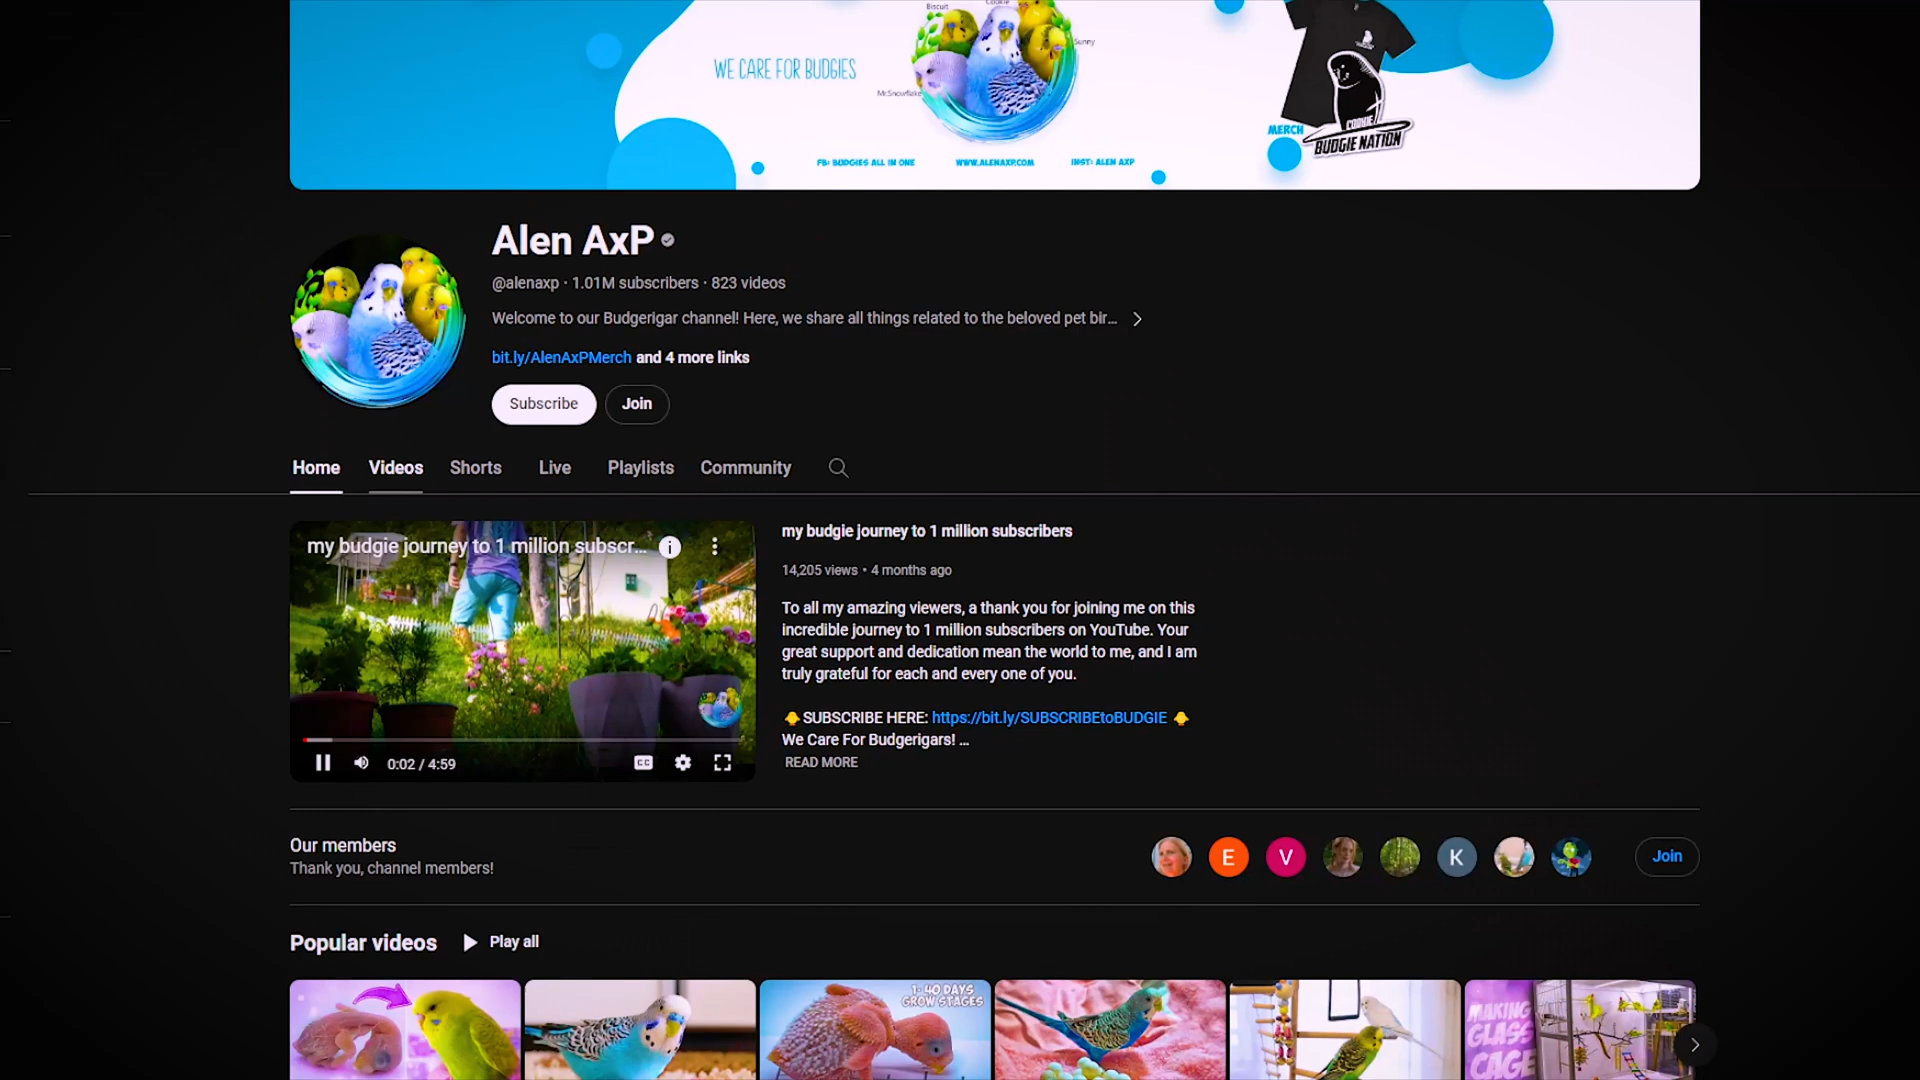 Biscuit
Cookie
Sunny
WE CARE FOR BUDGIES
Mr.Snowflake
MERCH
COOKIE
BUDGIE NATION
FB: BUDGIES ALL IN ONE
WWW.ALENAXP.COM
INST: ALEN AXP
Alen AxP
@alenaxp · 1.01M subscribers · 823 videos
Welcome to our Budgerigar channel! Here, we share all things related to the beloved pet bir...
bit.ly/AlenAxPMerch and 4 more links
Subscribe
Join
Home
Videos
Shorts
Live
Playlists
Community
my budgie journey to 1 million subscr...
0:02 / 4:59
CC
my budgie journey to 1 million subscribers
14,205 views • 4 months ago
To all my amazing viewers, a thank you for joining me on this
incredible journey to 1 million subscribers on YouTube. Your
great support and dedication mean the world to me, and I am
truly grateful for each and every one of you.
SUBSCRIBE HERE: https://bit.ly/SUBSCRIBEtoBUDGIE
We Care For Budgerigars! ...
READ MORE
Our members
Thank you, channel members!
E
V
K
Join
Popular videos
Play all
1-40 DAYS
GROW STAGES
MAKING
GLASS
CAGE